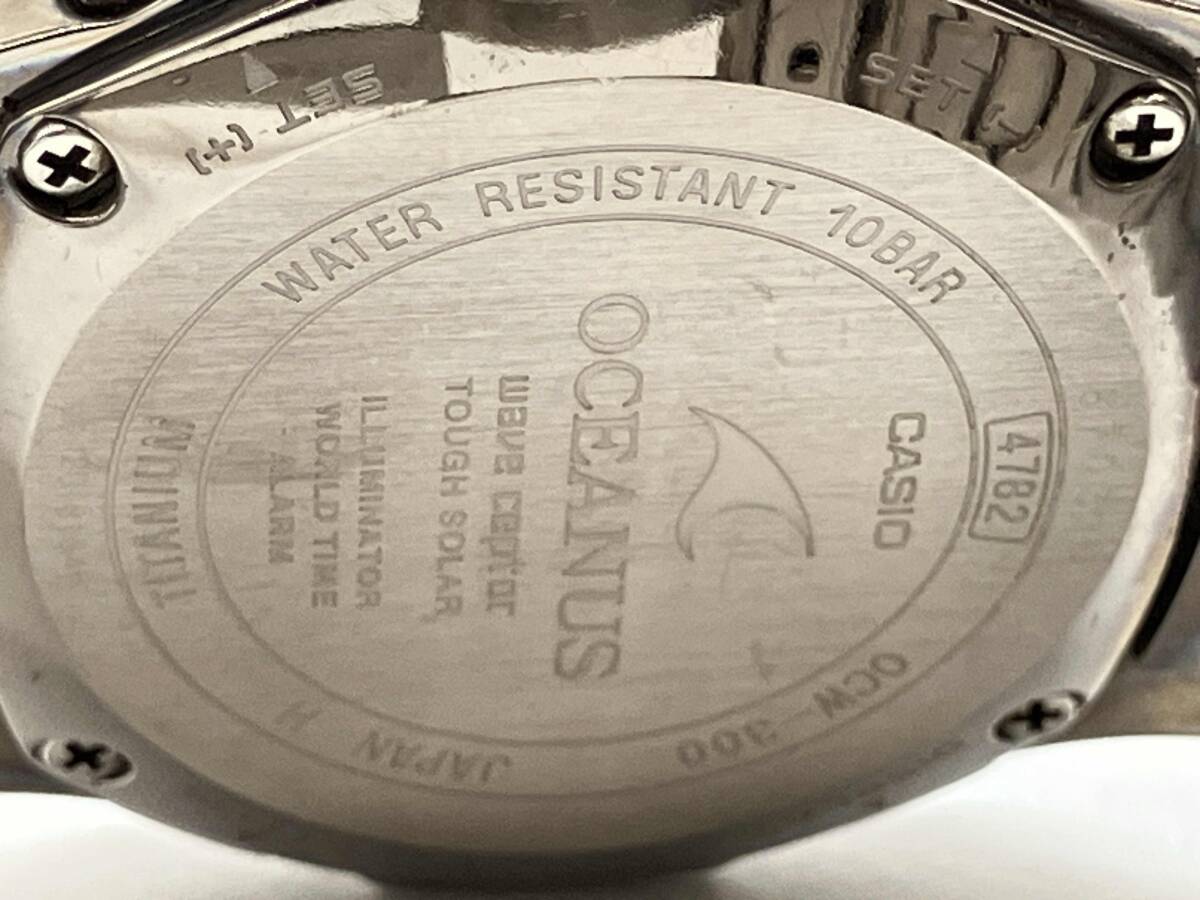 SET (+)
SET (-)
WATER RESISTANT 10BAR
4782
OCW-300
JAPAN H
TITANIUM
CASIO
OCEANUS
WAVE CEPTOR
TOUGH SOLAR
ILLUMINATOR
WORLD TIME
ALARM